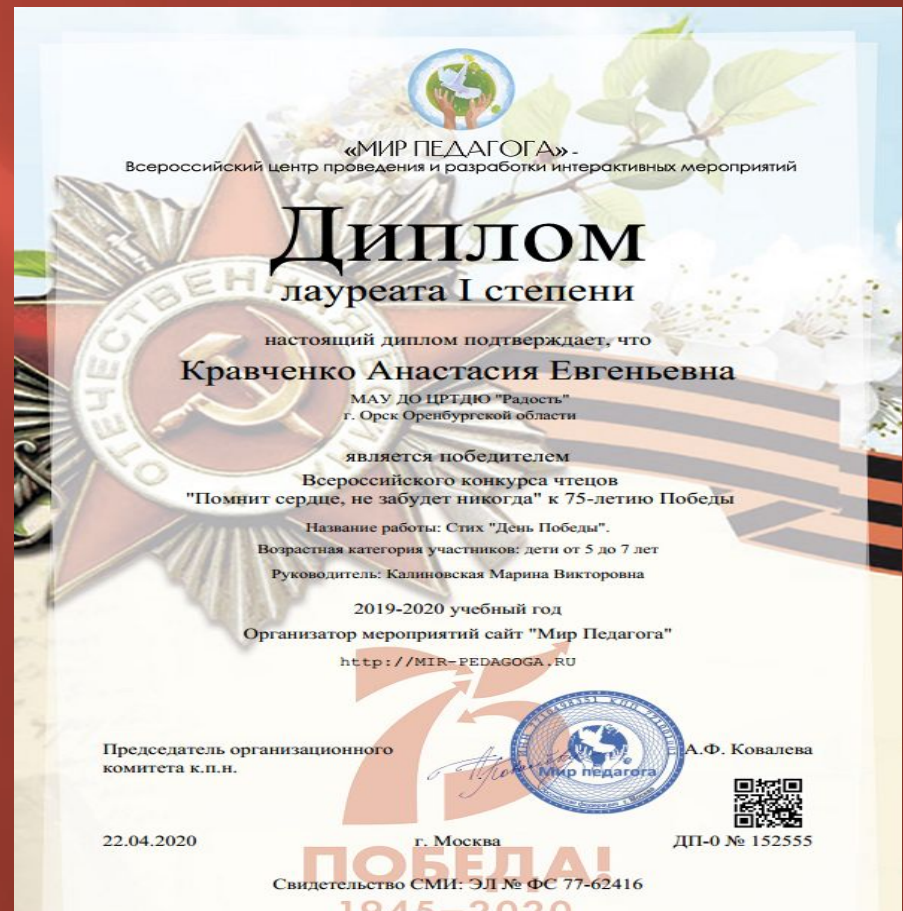 «МИР ПЕДАГОГА» -
Всероссийский центр проведения и разработки интерактивных мероприятий
Диплом
лауреата I степени
настоящий диплом подтверждает, что
Кравченко Анастасия Евгеньевна
МАУ ДО ЦРТДЮ "Радость"
г. Орск Оренбургской области
является победителем
Всероссийского конкурса чтецов
"Помнит сердце, не забудет никогда" к 75-летию Победы
Название работы: Стих "День Победы".
Возрастная категория участников: дети от 5 до 7 лет
Руководитель: Калиновская Марина Викторовна
2019-2020 учебный год
Организатор мероприятий сайт "Мир Педагога"
http://MIR-PEDAGOGA.RU
75
Председатель организационного
комитета к.п.н.
Мир педагога
А.Ф. Ковалева
22.04.2020
г. Москва
ДП-0 № 152555
ПОБЕДА!
Свидетельство СМИ: ЭЛ № ФС 77-62416
1945–2020